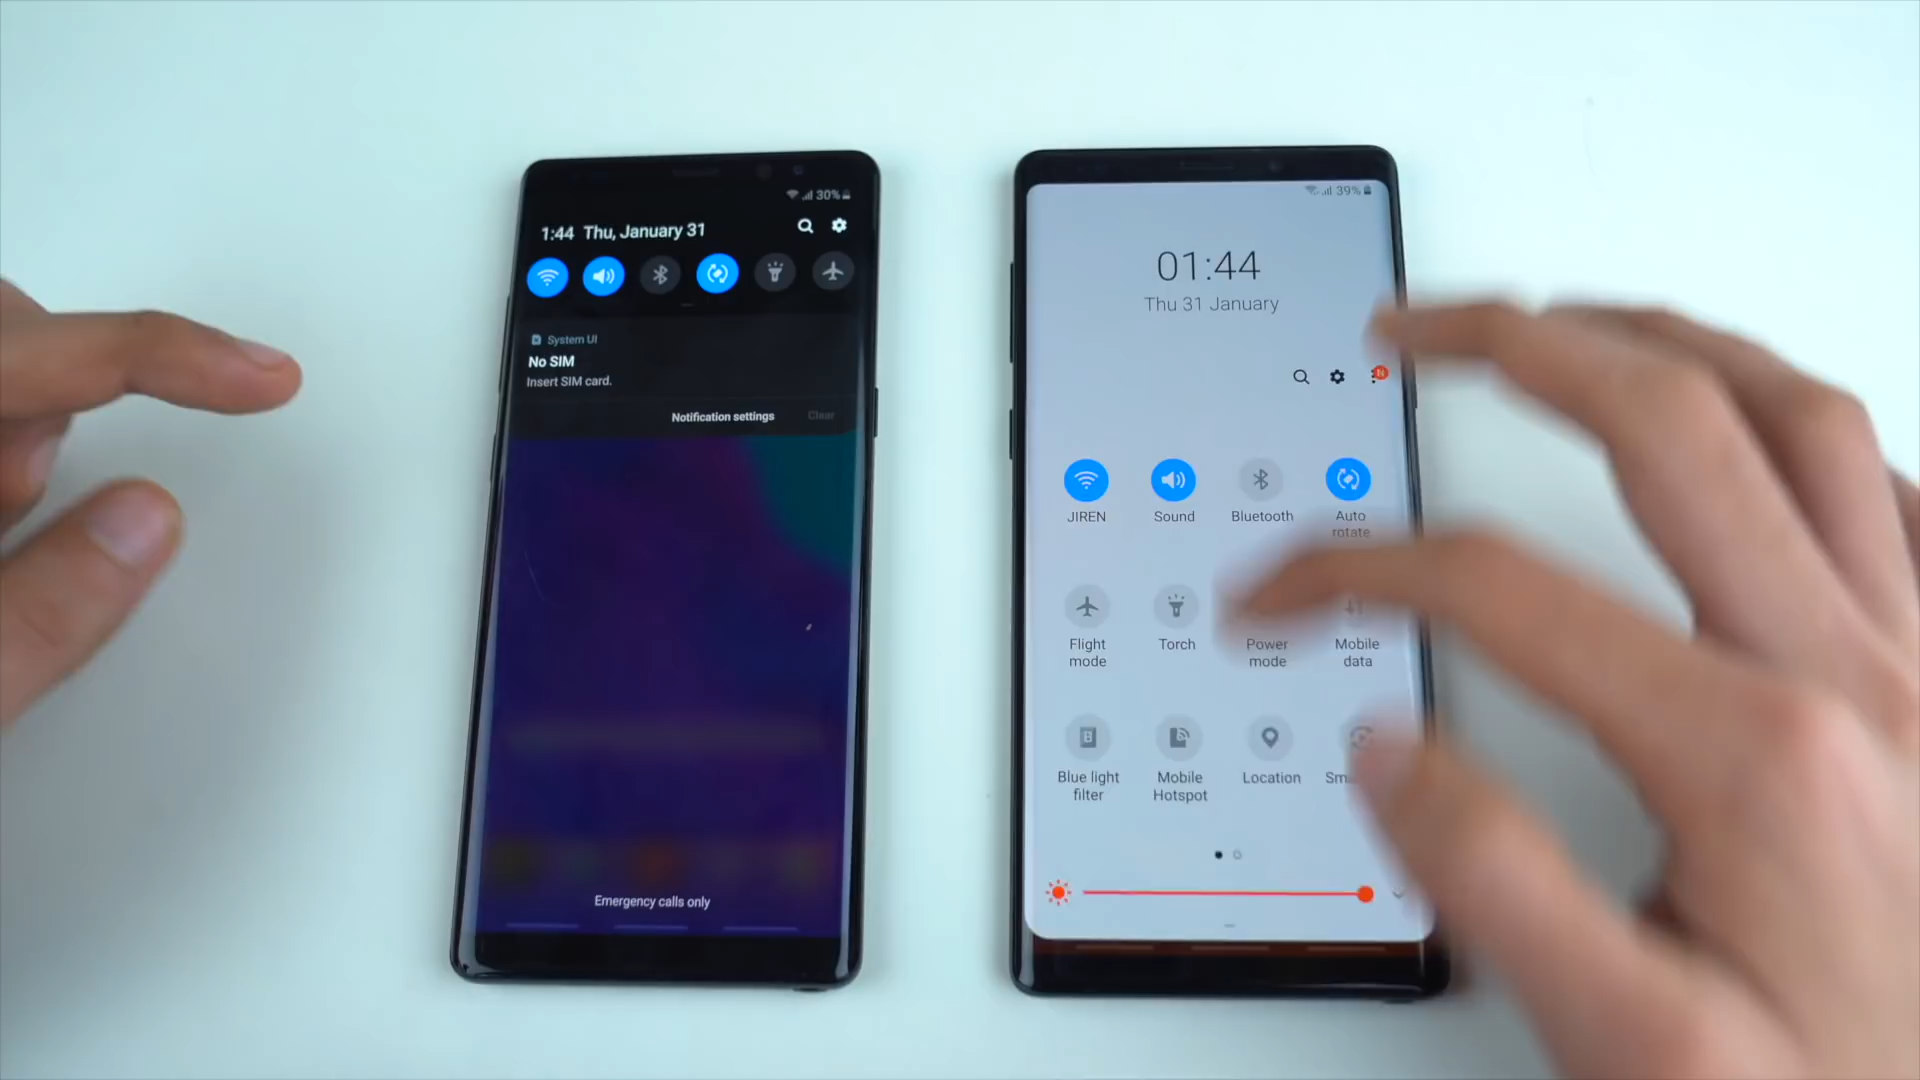 30%
1:44 Thu, January 31
System UI
No SIM
Insert SIM card.
Notification settings Clear
Emergency calls only
39%
01:44
Thu 31 January
N
JIREN Sound Bluetooth Auto
rotate
Flight Torch Power Mobile
mode mode data
Blue light Mobile Location
filter Hotspot